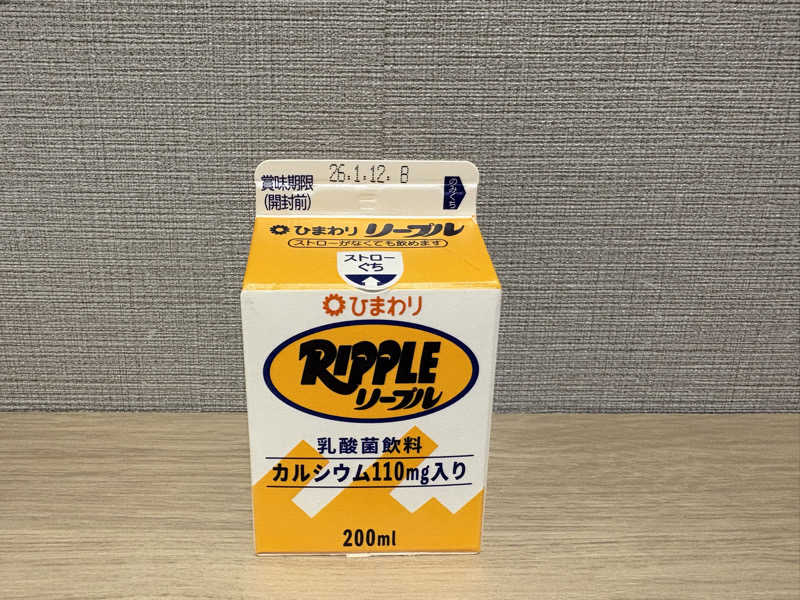 賞味期限 26.1.12. 8
(開封前)
のみくち
ひまわり リープル
ストローがなくても飲めます
ストロー
ぐち
ひまわり
RIPPLE
リープル
乳酸菌飲料
カルシウム110mg入り
200ml